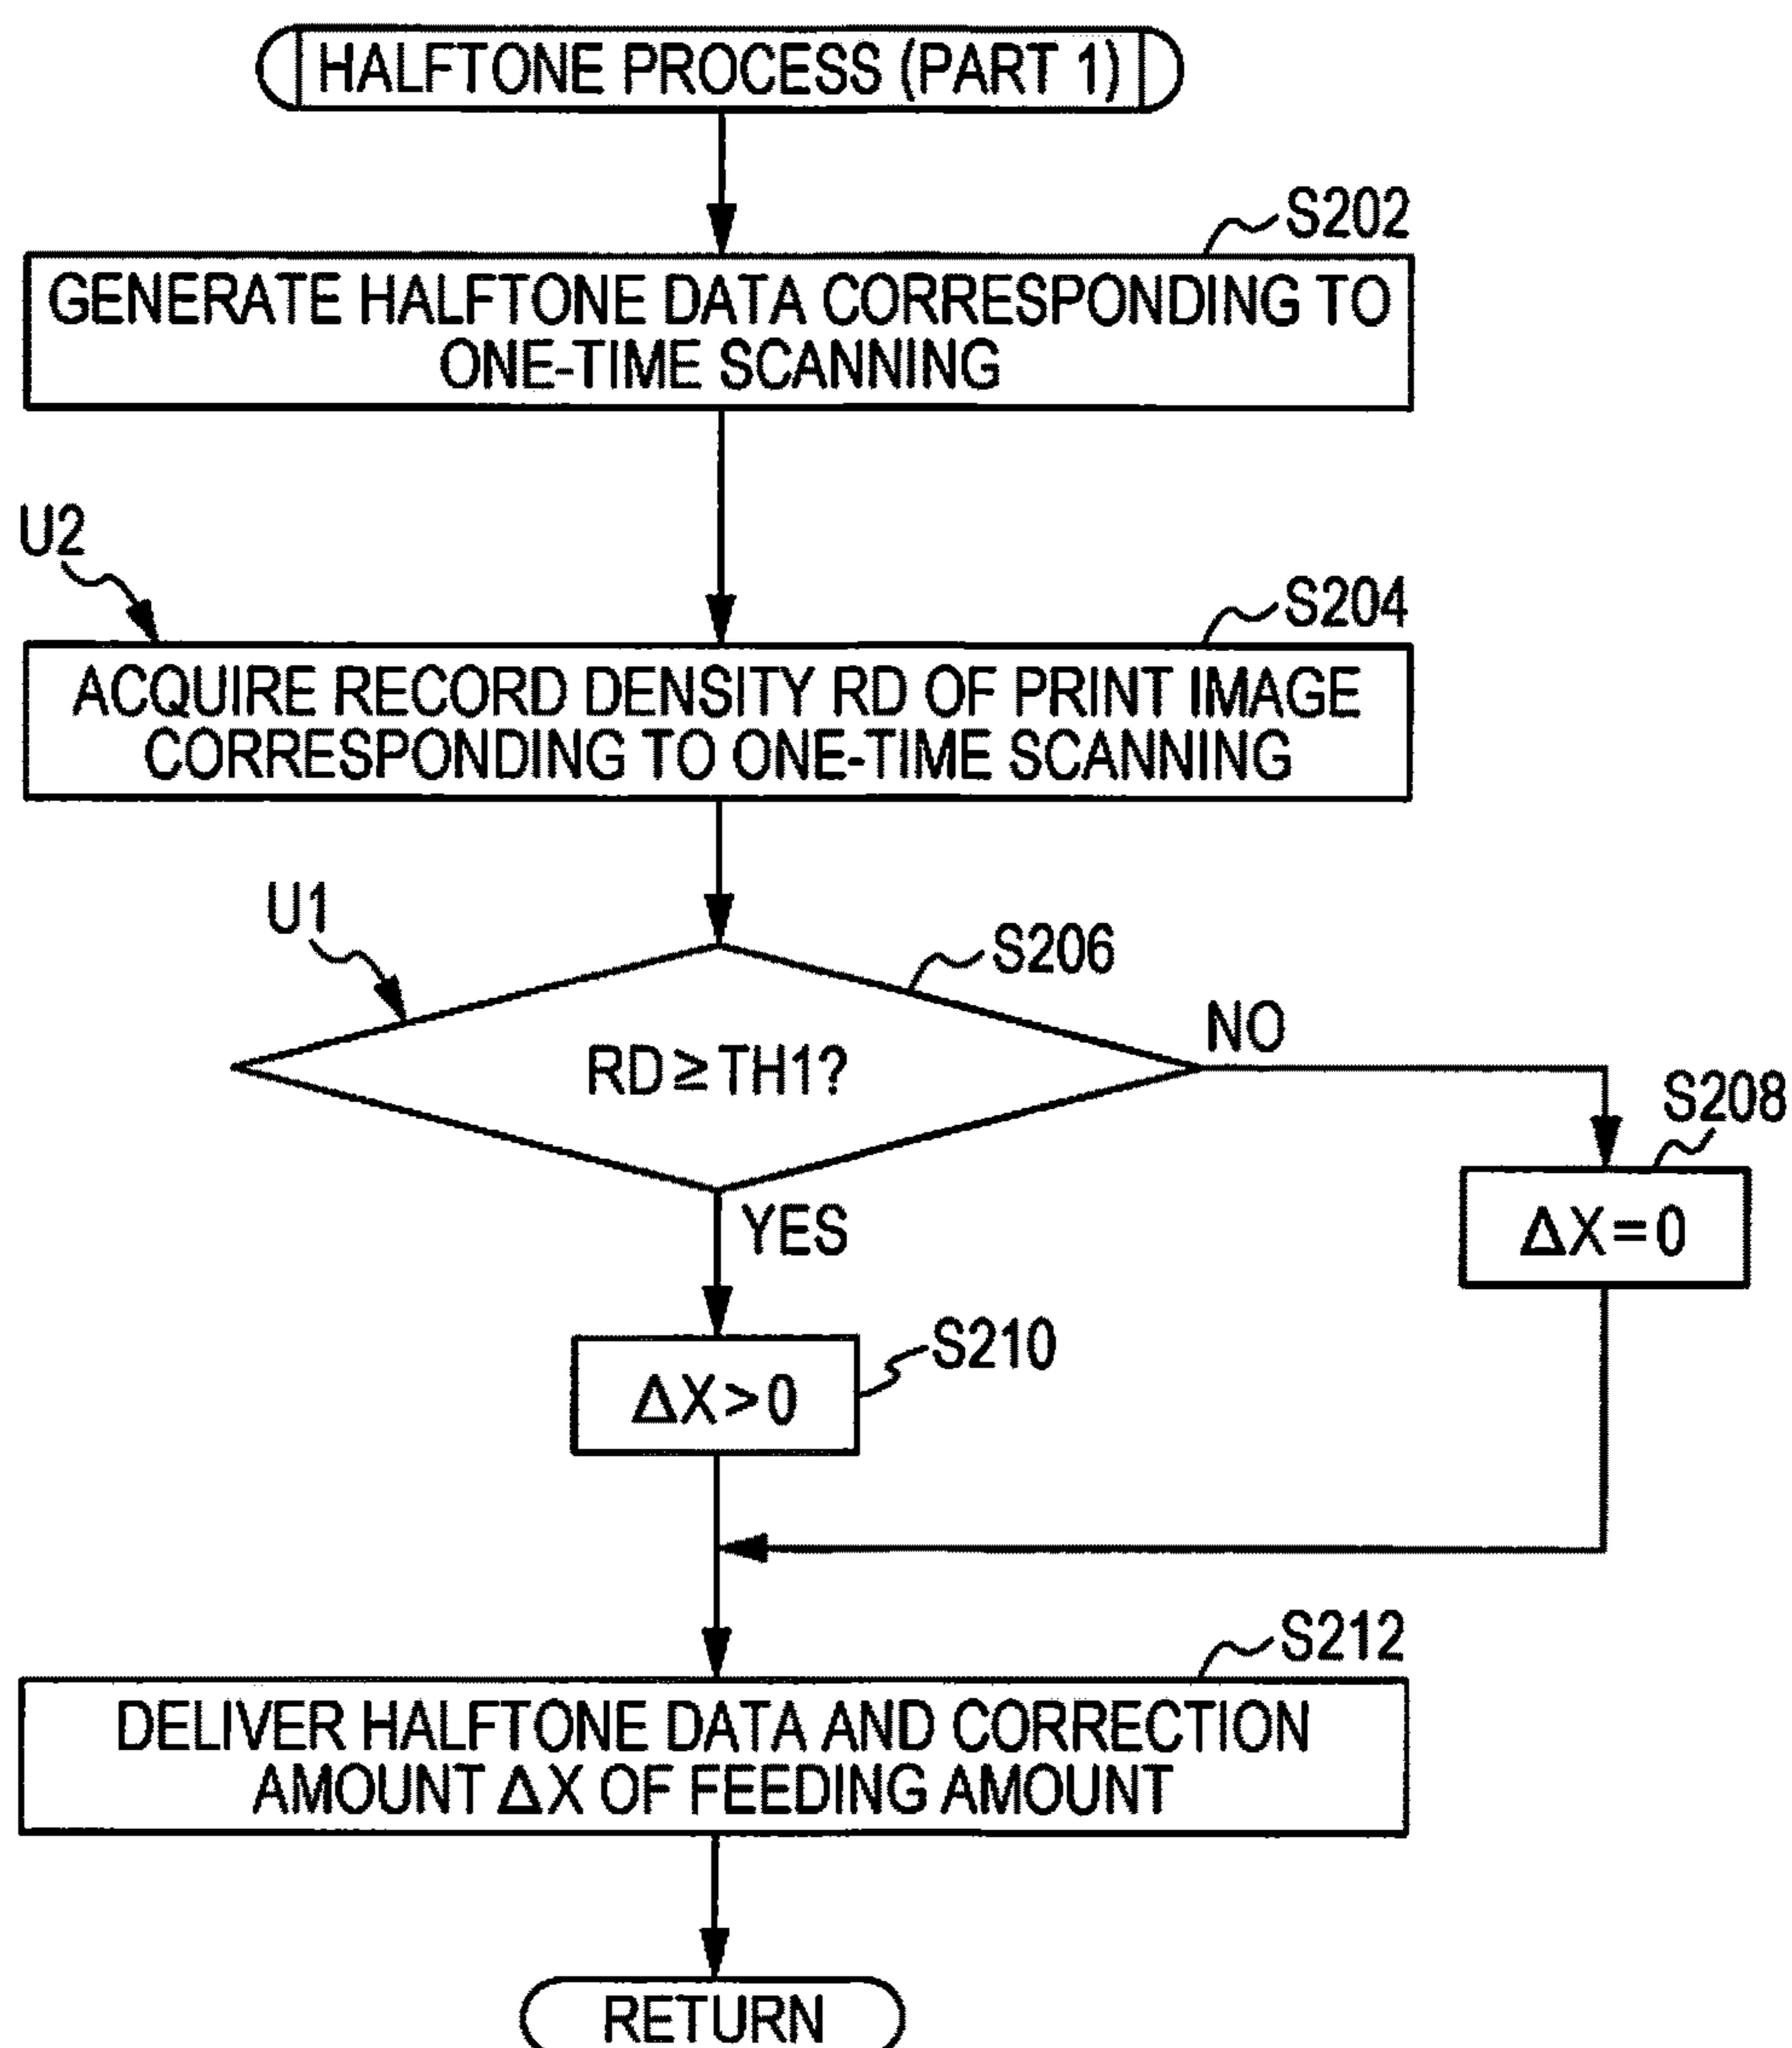 HALFTONE PROCESS (PART 1)
S202
GENERATE HALFTONE DATA CORRESPONDING TO
ONE-TIME SCANNING
U2
S204
ACQUIRE RECORD DENSITY RD OF PRINT IMAGE
CORRESPONDING TO ONE-TIME SCANNING
U1
S206
RD≥TH1?
NO
S208
ΔX=0
YES
S210
ΔX>0
S212
DELIVER HALFTONE DATA AND CORRECTION
AMOUNT ΔX OF FEEDING AMOUNT
RETURN